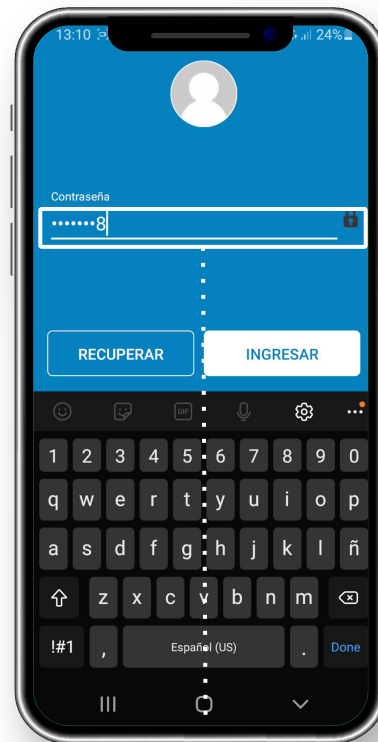 13:10 24%
Contraseña
•••••••8
RECUPERAR INGRESAR
GIF
1 2 3 4 5 6 7 8 9 0
q w e r t y u i o p
a s d f g h j k l ñ
z x c v b n m
!#1 , Español (US) . Done